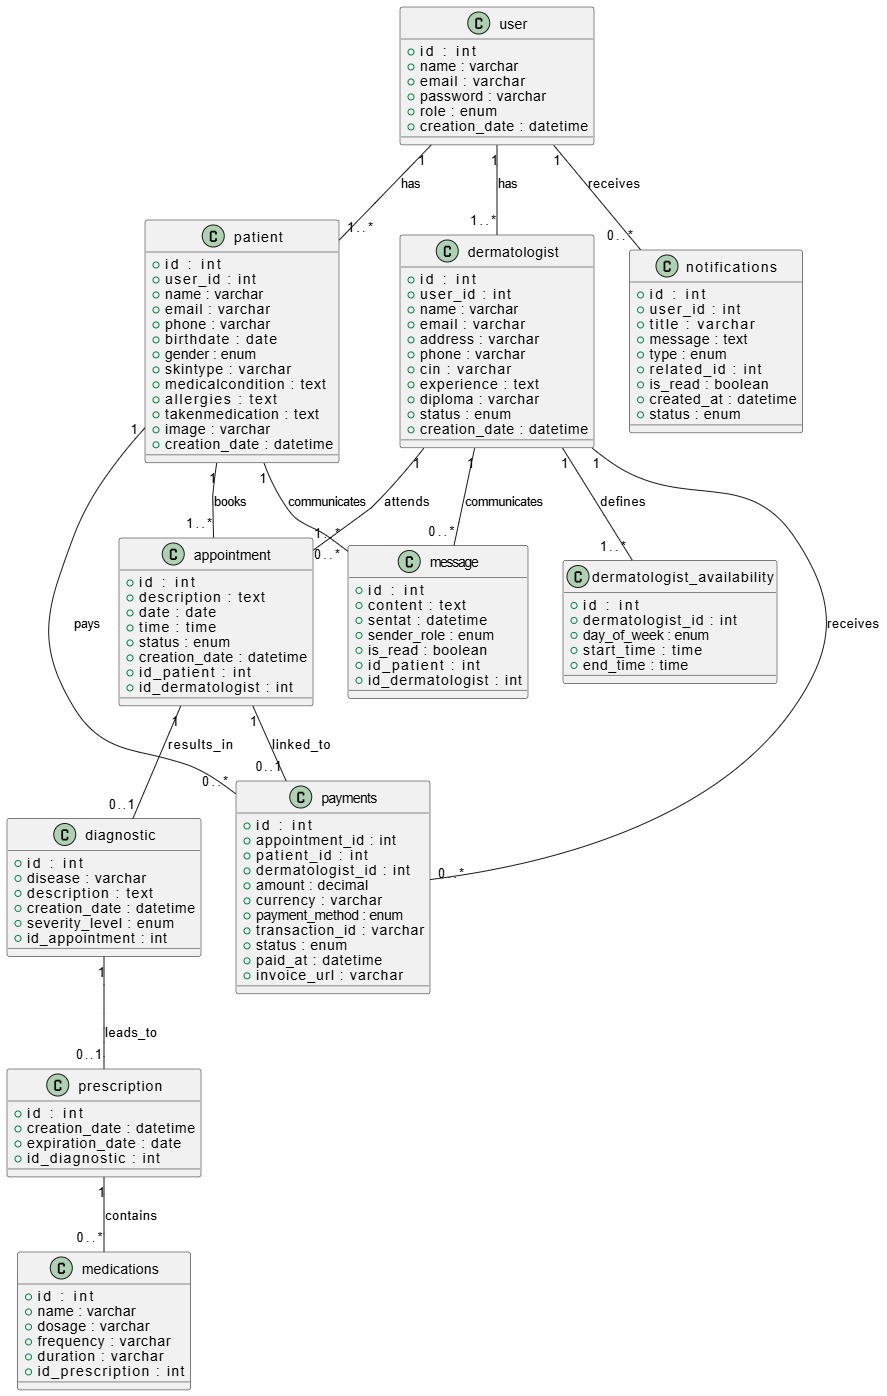 C user
id : int
name : varchar
email : varchar
password : varchar
role : enum
creation_date : datetime
1 1 1
has has receives
1..* 1..* 0..*
C patient
id : int
user_id : int
name : varchar
email : varchar
phone : varchar
birthdate : date
gender : enum
skintype : varchar
medicalcondition : text
allergies : text
takenmedication : text
image : varchar
creation_date : datetime
C dermatologist
id : int
user_id : int
name : varchar
email : varchar
address : varchar
phone : varchar
cin : varchar
experience : text
diploma : varchar
status : enum
creation_date : datetime
C notifications
id : int
user_id : int
title : varchar
message : text
type : enum
related_id : int
is_read : boolean
created_at : datetime
status : enum
1
1 1 1 1 1 1
books communicates attends communicates defines
1..* 1..* 0..* 0..* 1..*
C appointment
id : int
description : text
date : date
time : time
status : enum
creation_date : datetime
id_patient : int
id_dermatologist : int
C message
id : int
content : text
sentat : datetime
sender_role : enum
is_read : boolean
id_patient : int
id_dermatologist : int
C dermatologist_availability
id : int
dermatologist_id : int
day_of_week : enum
start_time : time
end_time : time
pays receives
1 1
results_in linked_to
0..1 0..* 0..1
C payments
id : int
appointment_id : int
patient_id : int
dermatologist_id : int
amount : decimal
currency : varchar
payment_method : enum
transaction_id : varchar
status : enum
paid_at : datetime
invoice_url : varchar
0..*
C diagnostic
id : int
disease : varchar
description : text
creation_date : datetime
severity_level : enum
id_appointment : int
1
leads_to
0..1
C prescription
id : int
creation_date : datetime
expiration_date : date
id_diagnostic : int
1
contains
0..*
C medications
id : int
name : varchar
dosage : varchar
frequency : varchar
duration : varchar
id_prescription : int